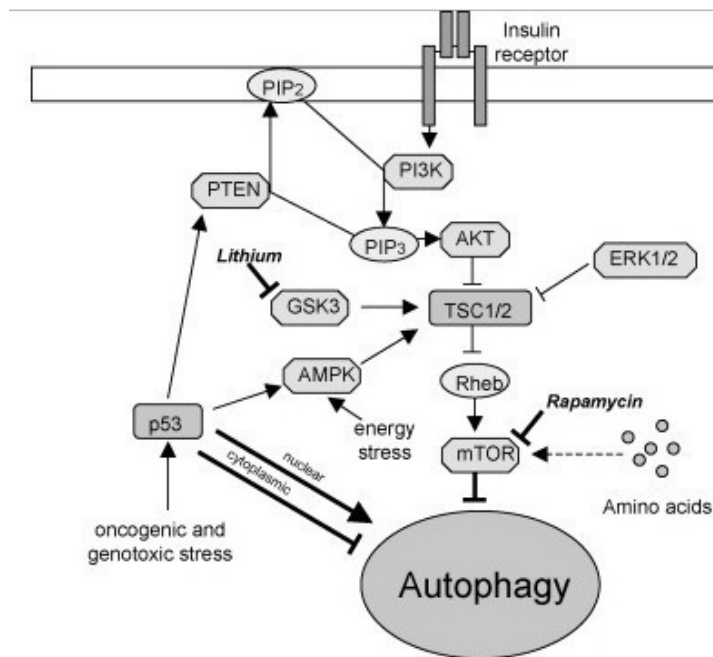 Insulin
receptor
PIP2
PI3K
PTEN
PIP3
AKT
ERK1/2
Lithium
GSK3
TSC1/2
AMPK
Rheb
Rapamycin
p53
energy
stress
mTOR
nuclear
cytoplasmic
Amino acids
oncogenic and
genotoxic stress
Autophagy